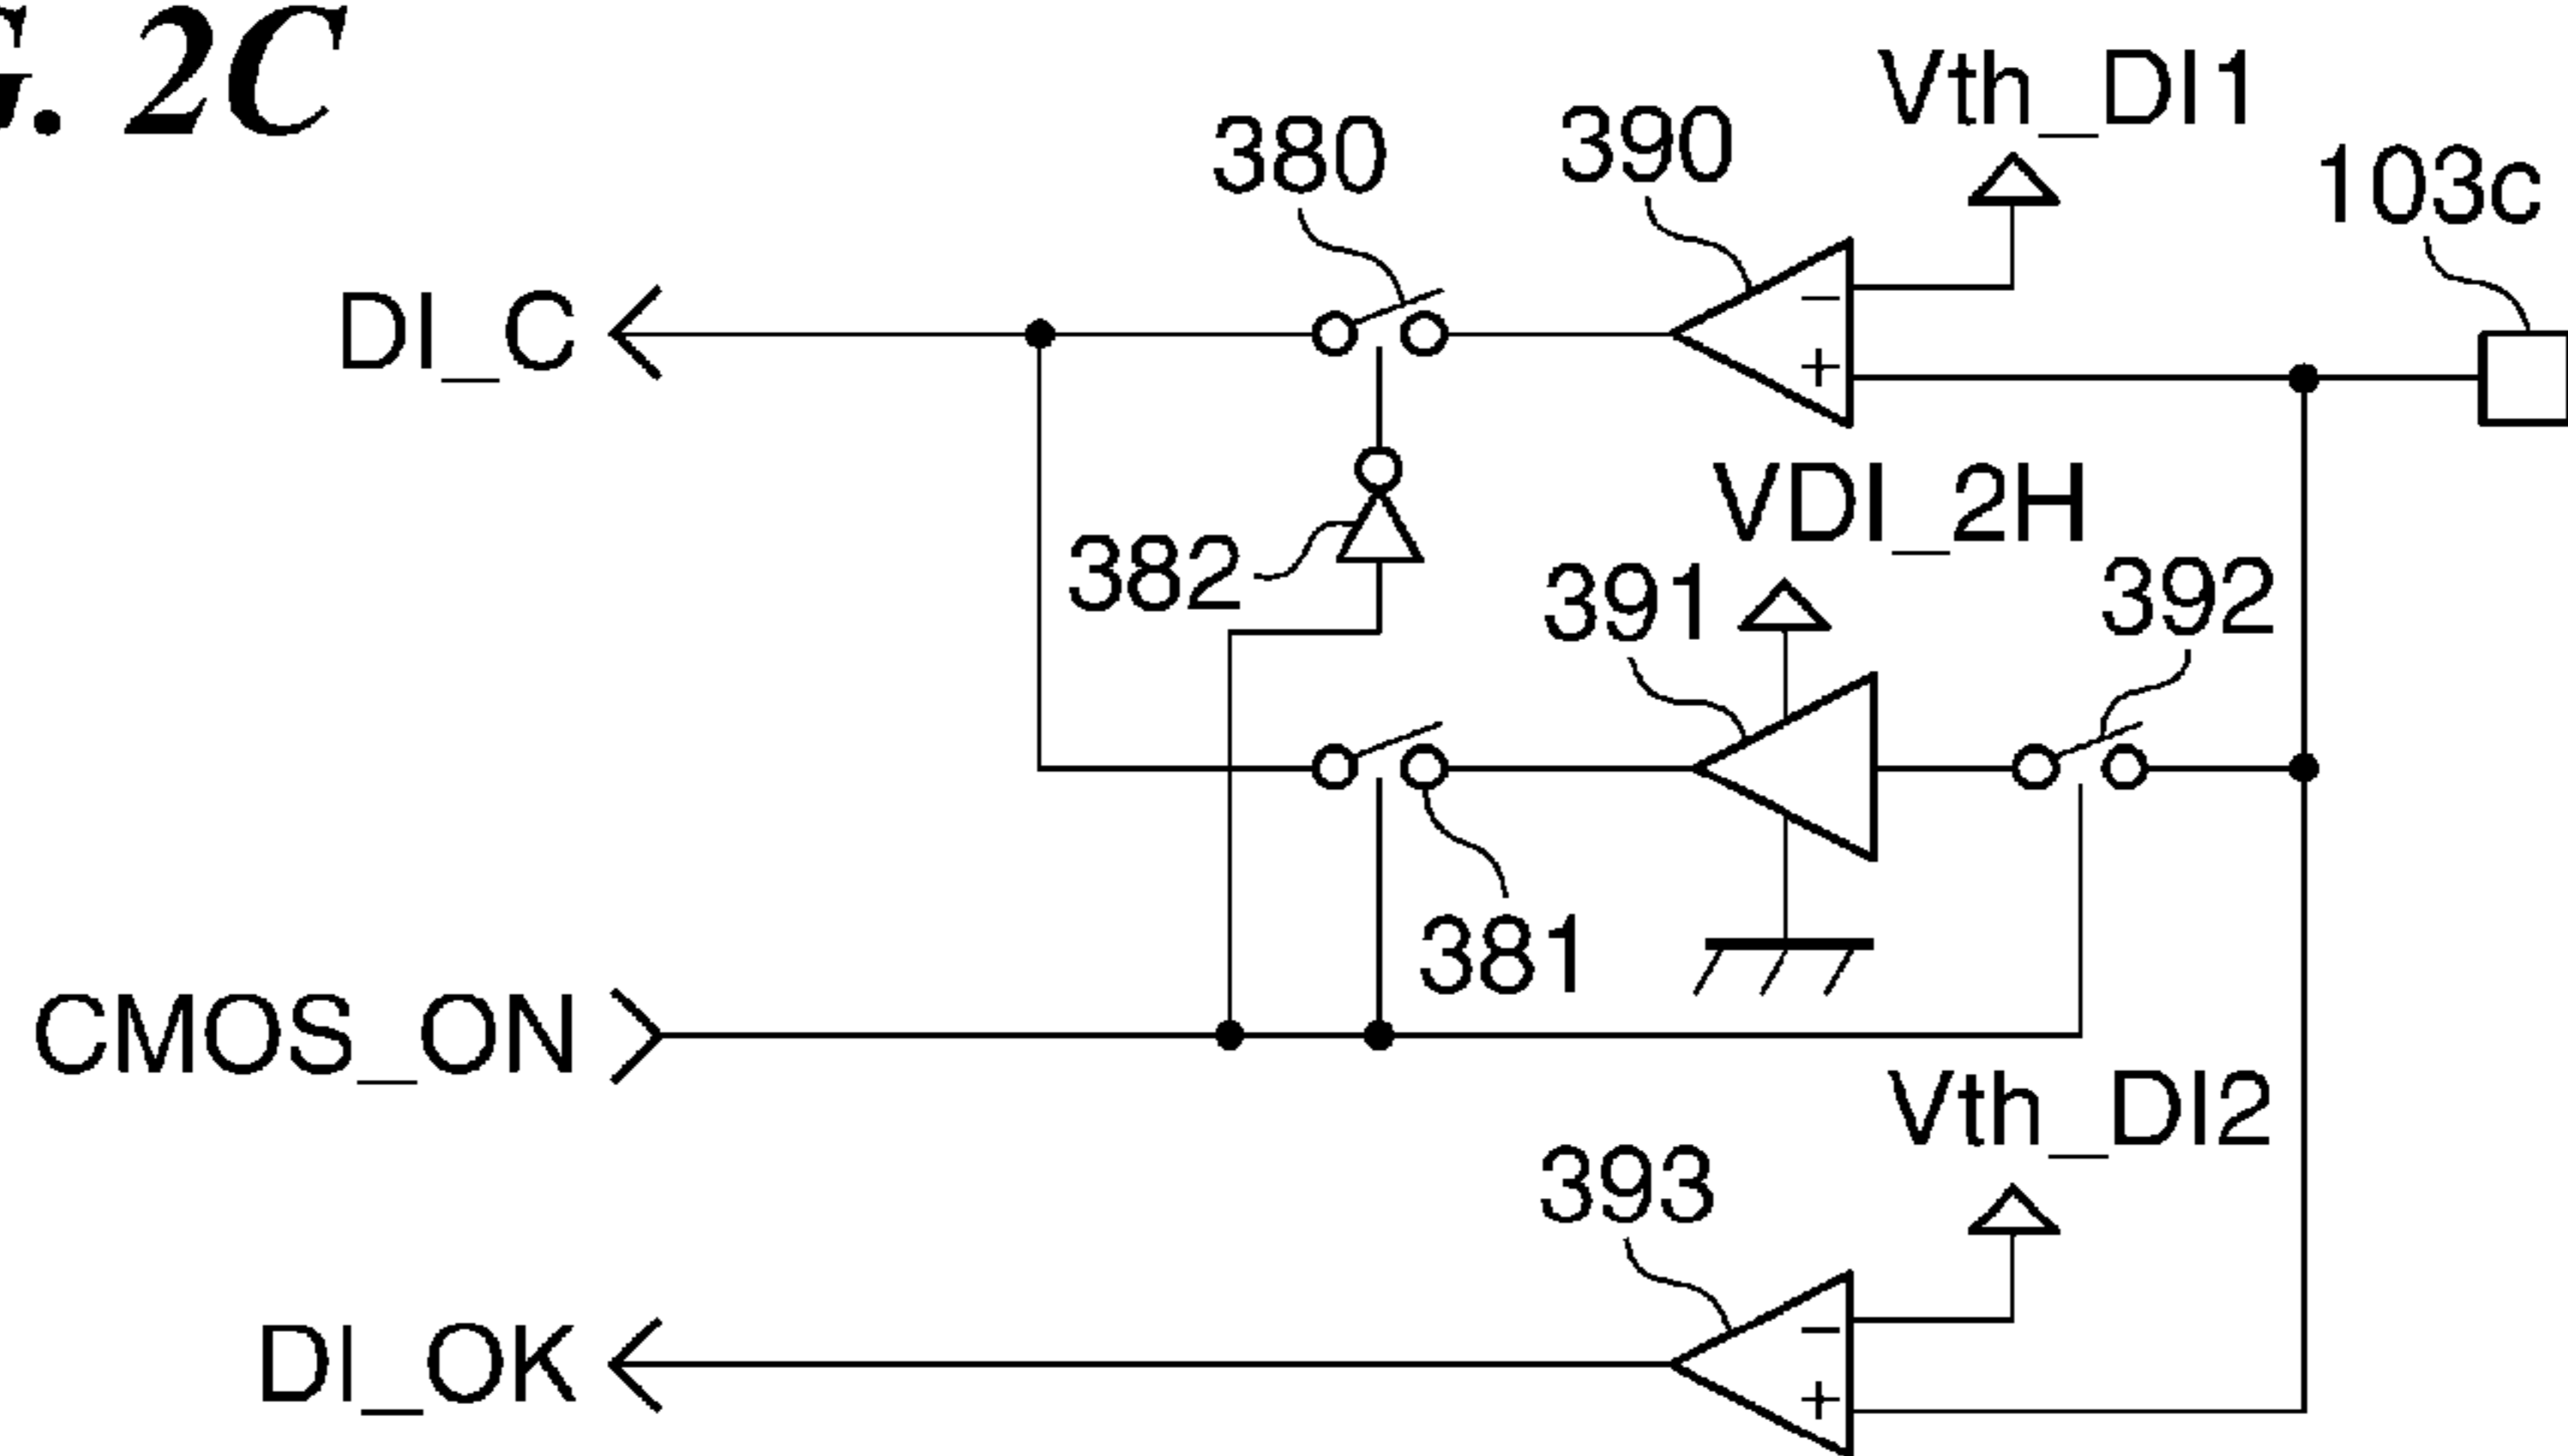 G. 2C
Vth_DI1
380
390
103c
DI_C
−
+
VDI_2H
382
391
392
381
CMOS_ON
Vth_DI2
393
−
DI_OK
+